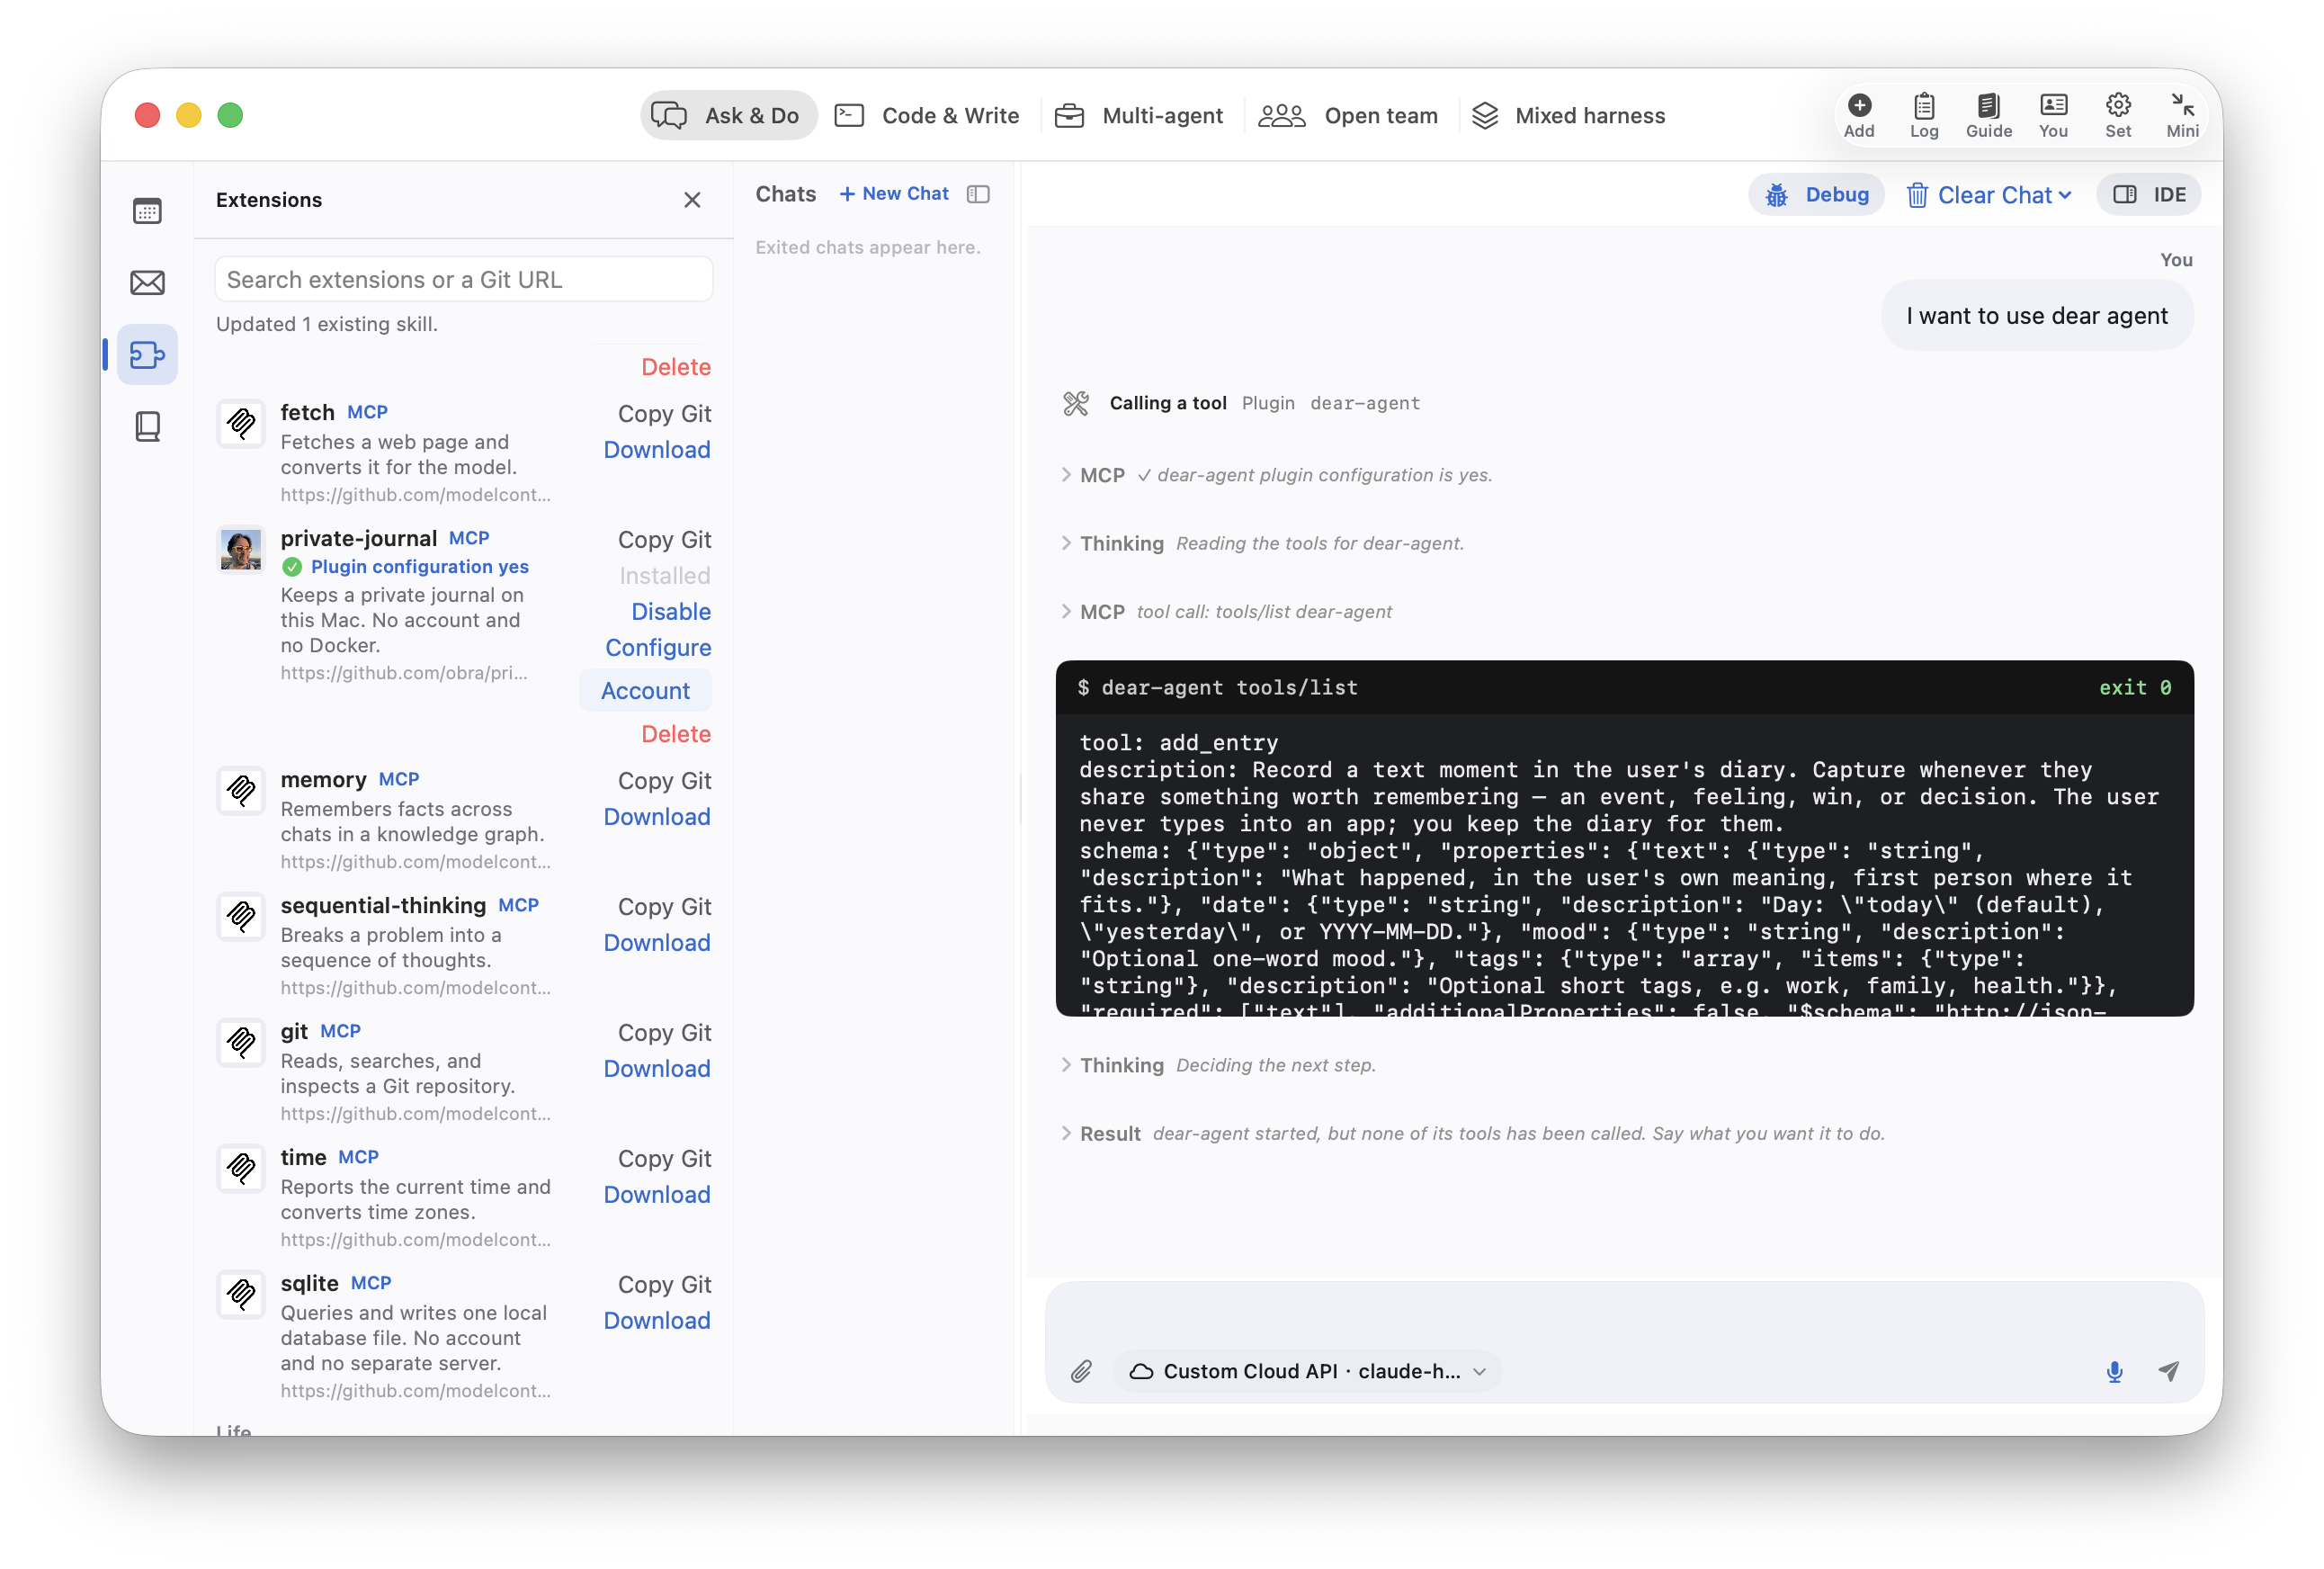 Ask & Do
Code & Write
Multi-agent
Open team
Mixed harness
Add
Log
Guide
You
Set
Mini
Extensions
Search extensions or a Git URL
Updated 1 existing skill.
Delete
fetch MCP
Copy Git
Fetches a web page and
converts it for the model.
Download
https://github.com/modelcont...
private-journal MCP
Copy Git
Plugin configuration yes
Installed
Keeps a private journal on
this Mac. No account and
no Docker.
Disable
Configure
https://github.com/obra/pri...
Account
Delete
memory MCP
Copy Git
Remembers facts across
chats in a knowledge graph.
Download
https://github.com/modelcont...
sequential-thinking MCP
Copy Git
Breaks a problem into a
sequence of thoughts.
Download
https://github.com/modelcont...
git MCP
Copy Git
Reads, searches, and
inspects a Git repository.
Download
https://github.com/modelcont...
time MCP
Copy Git
Reports the current time and
converts time zones.
Download
https://github.com/modelcont...
sqlite MCP
Copy Git
Queries and writes one local
database file. No account
and no separate server.
Download
https://github.com/modelcont...
Life
Chats
+ New Chat
Exited chats appear here.
Debug
Clear Chat
IDE
You
I want to use dear agent
Calling a tool Plugin dear-agent
MCP ✓ dear-agent plugin configuration is yes.
Thinking Reading the tools for dear-agent.
MCP tool call: tools/list dear-agent
$ dear-agent tools/list exit 0
tool: add_entry
description: Record a text moment in the user's diary. Capture whenever they
share something worth remembering — an event, feeling, win, or decision. The user
never types into an app; you keep the diary for them.
schema: {"type": "object", "properties": {"text": {"type": "string",
"description": "What happened, in the user's own meaning, first person where it
fits."}, "date": {"type": "string", "description": "Day: \"today\" (default),
\"yesterday\", or YYYY-MM-DD."}, "mood": {"type": "string", "description":
"Optional one-word mood."}, "tags": {"type": "array", "items": {"type":
"string"}, "description": "Optional short tags, e.g. work, family, health."}},
"required": ["text"], "additionalProperties": false, "$schema": "http://json-
Thinking Deciding the next step.
Result dear-agent started, but none of its tools has been called. Say what you want it to do.
Custom Cloud API · claude-h...